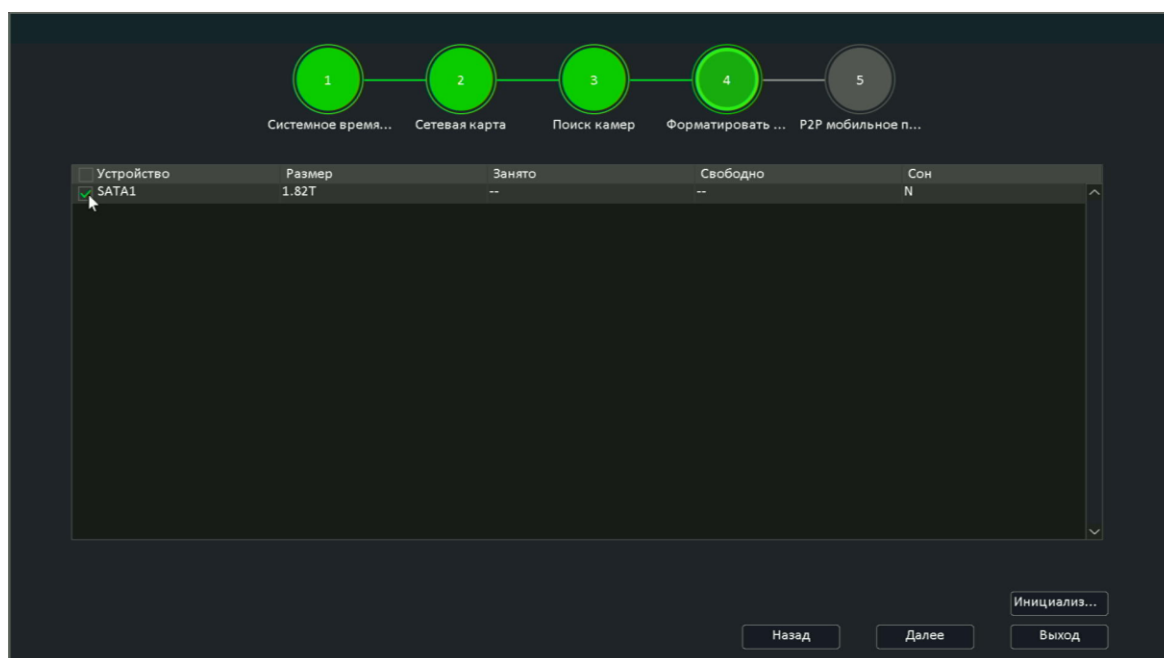 1 2 3 4 5
Системное время... Сетевая карта Поиск камер Форматировать ... P2P мобильное п...
Устройство Размер Занято Свободно Сон
SATA1 1.82T -- -- N
Инициализ...
Назад Далее Выход